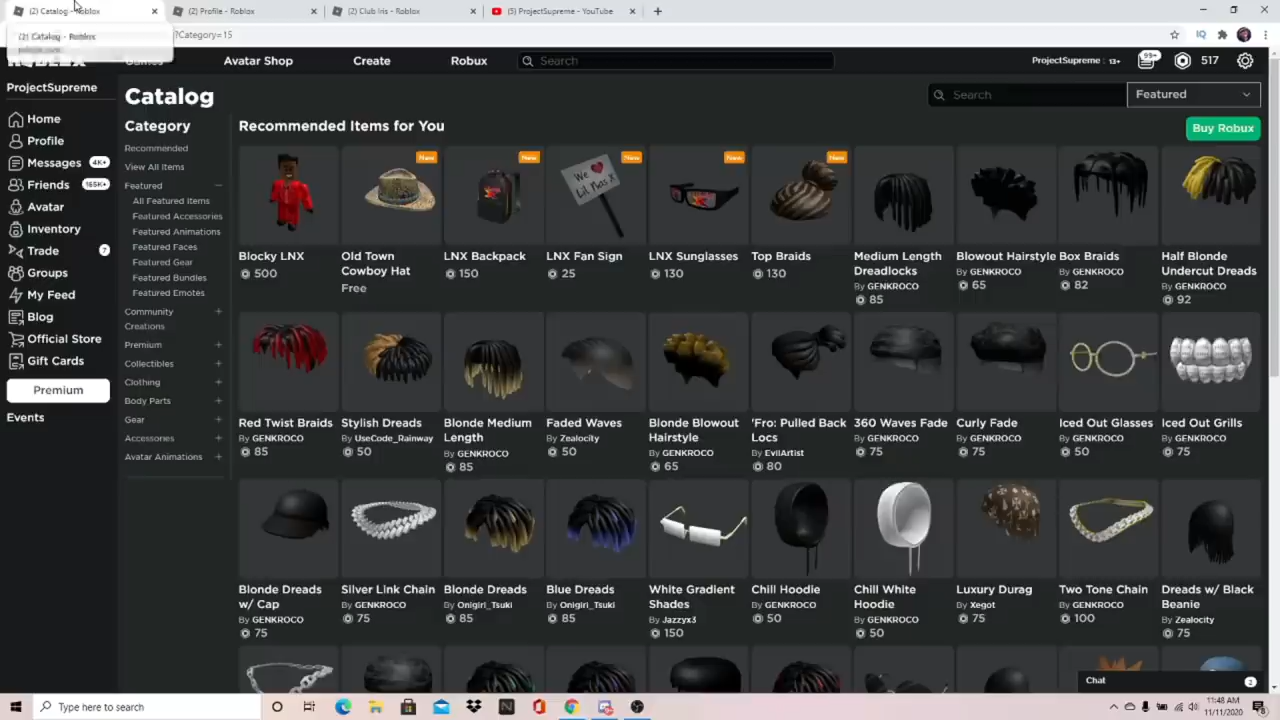 (2) Catalog - Roblox
(2) Profile - Roblox
(2) Club Iris - Roblox
(5) ProjectSupreme - YouTube
(2) Catalog - Roblox
?Category=15
Games
Avatar Shop
Create
Robux
Search
ProjectSupreme : 13+
99+
517
ProjectSupreme
Home
Profile
Messages 4K+
Friends 165K+
Avatar
Inventory
Trade 7
Groups
My Feed
Blog
Official Store
Gift Cards
Premium
Events
Catalog
Search
Featured
Category
Recommended
View All Items
Featured
All Featured Items
Featured Accessories
Featured Animations
Featured Faces
Featured Gear
Featured Bundles
Featured Emotes
Community
Creations
Premium
Collectibles
Clothing
Body Parts
Gear
Accessories
Avatar Animations
Recommended Items for You
Buy Robux
Blocky LNX
500
New
Old Town
Cowboy Hat
Free
New
LNX Backpack
150
New
We
Lil Nas X
LNX Fan Sign
25
New
LNX Sunglasses
130
New
Top Braids
130
Medium Length
Dreadlocks
By GENKROCO
85
Blowout Hairstyle
By GENKROCO
65
Box Braids
By GENKROCO
82
Half Blonde
Undercut Dreads
By GENKROCO
92
Red Twist Braids
By GENKROCO
85
Stylish Dreads
By UseCode_Rainway
50
Blonde Medium
Length
By GENKROCO
85
Faded Waves
By Zealocity
50
Blonde Blowout
Hairstyle
By GENKROCO
65
'Fro: Pulled Back
Locs
By EvilArtist
80
360 Waves Fade
By GENKROCO
75
Curly Fade
By GENKROCO
75
Iced Out Glasses
By GENKROCO
50
Iced Out Grills
By GENKROCO
75
Blonde Dreads
w/ Cap
By GENKROCO
75
Silver Link Chain
By GENKROCO
75
Blonde Dreads
By Onigiri_Tsuki
85
Blue Dreads
By Onigiri_Tsuki
85
White Gradient
Shades
By Jazzyx3
150
Chill Hoodie
By GENKROCO
50
Chill White
Hoodie
By GENKROCO
50
Luxury Durag
By Xegot
75
Two Tone Chain
By GENKROCO
100
Dreads w/ Black
Beanie
By Zealocity
75
Chat
2
Type here to search
11:48 AM
11/11/2020
8